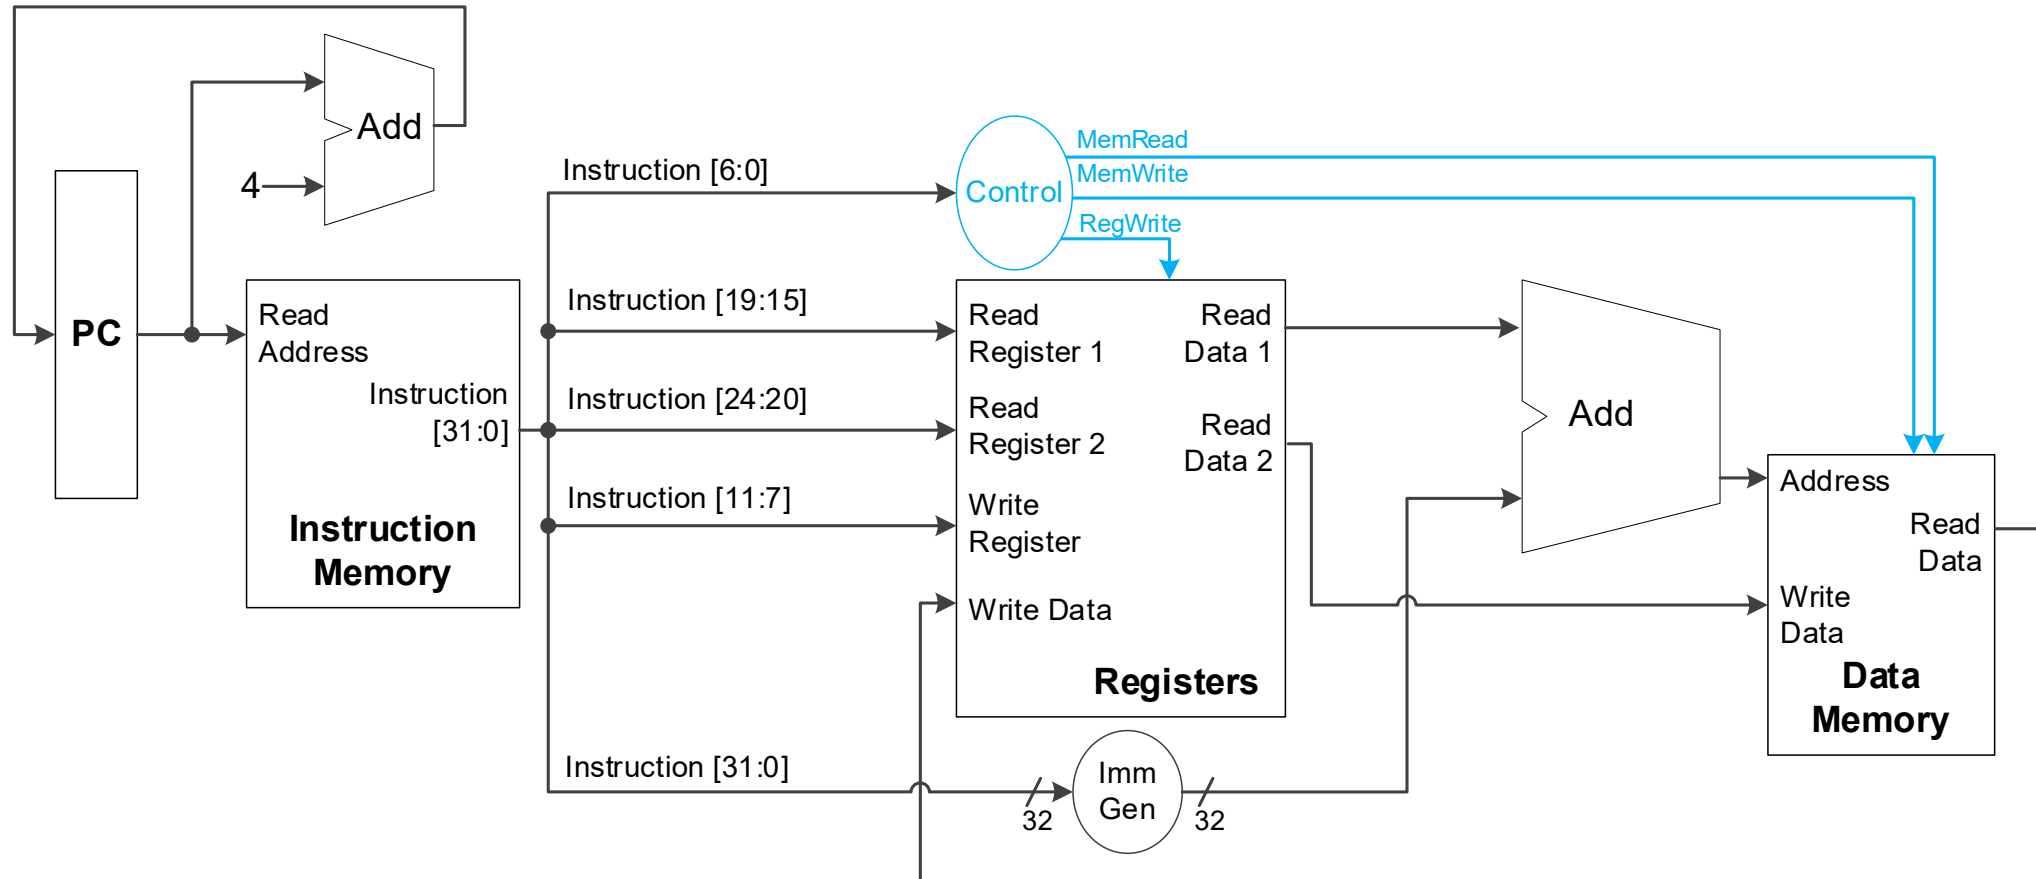 Add
4
PC
Read
Address
Instruction
[31:0]
Instruction
Memory
Instruction [6:0]
Instruction [19:15]
Instruction [24:20]
Instruction [11:7]
Instruction [31:0]
Control
MemRead
MemWrite
RegWrite
Read
Register 1
Read
Register 2
Write
Register
Write Data
Read
Data 1
Read
Data 2
Registers
32
Imm
Gen
32
Add
Address
Read
Data
Write
Data
Data
Memory